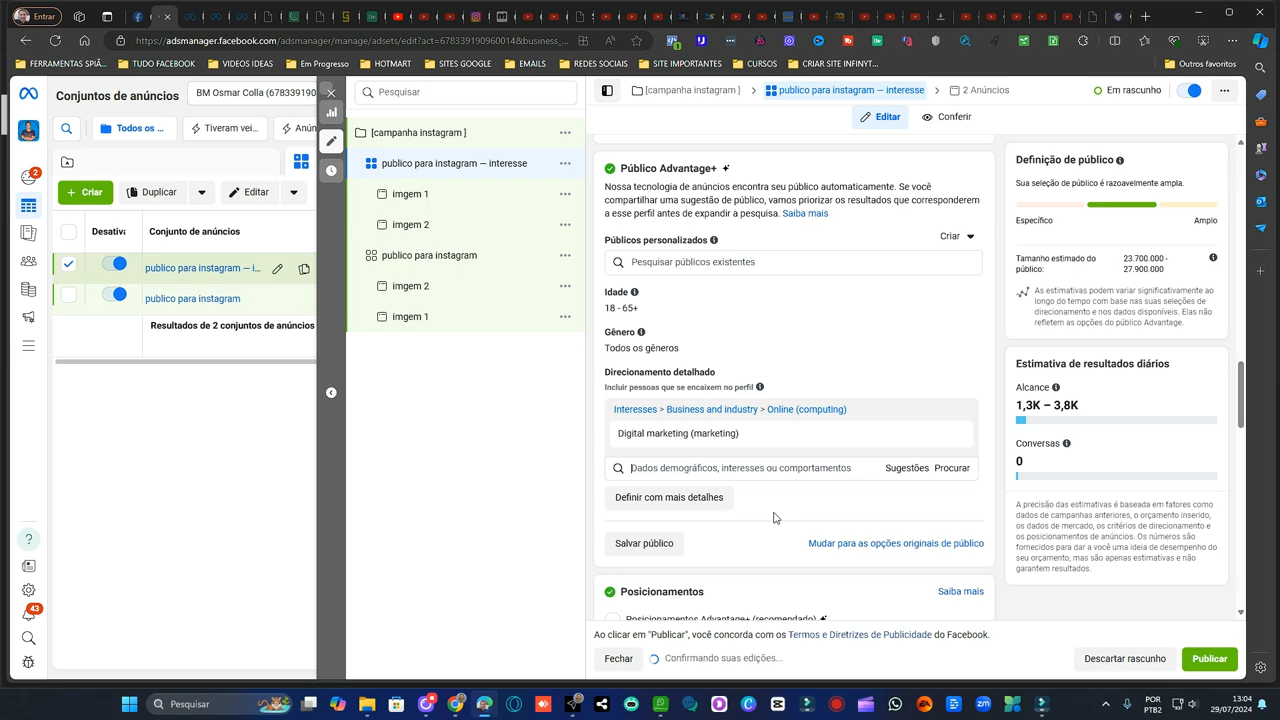 Entrar
https://adsmanager.facebook.com/adsmanager/manage/adsets/edit?act=678339190960014&business_...
FERRAMENTAS SPIÃ...
TUDO FACEBOOK
VIDEOS IDEAS
Em Progresso
HOTMART
SITES GOOGLE
EMAILS
REDES SOCIAIS
SITE IMPORTANTES
CURSOS
CRIAR SITE INFINYT...
Outros favoritos
Conjuntos de anúncios
BM Osmar Colla (678339190
Todos os ...
Tiveram vei...
Anún
Criar
Duplicar
Editar
Desativa
Conjunto de anúncios
publico para instagram — i...
publico para instagram
Resultados de 2 conjuntos de anúncios
2
43
Pesquisar
[campanha instagram ]
publico para instagram — interesse
imgem 1
imgem 2
publico para instagram
imgem 2
imgem 1
[campanha instagram ]
publico para instagram — interesse
2 Anúncios
Em rascunho
Editar
Conferir
Público Advantage+
Nossa tecnologia de anúncios encontra seu público automaticamente. Se você
compartilhar uma sugestão de público, vamos priorizar os resultados que corresponderem
a esse perfil antes de expandir a pesquisa. Saiba mais
Criar
Públicos personalizados
Pesquisar públicos existentes
Idade
18 - 65+
Gênero
Todos os gêneros
Direcionamento detalhado
Incluir pessoas que se encaixem no perfil
Interesses > Business and industry > Online (computing)
Digital marketing (marketing)
Dados demográficos, interesses ou comportamentos
Sugestões
Procurar
Definir com mais detalhes
Salvar público
Mudar para as opções originais de público
Posicionamentos
Saiba mais
Posicionamentos Advantage+ (recomendado)
Definição de público
Sua seleção de público é razoavelmente ampla.
Específico
Amplo
Tamanho estimado do público: 23.700.000 - 27.900.000
As estimativas podem variar significativamente ao
longo do tempo com base nas suas seleções de
direcionamento e nos dados disponíveis. Elas não
refletem as opções do público Advantage.
Estimativa de resultados diários
Alcance
1,3K – 3,8K
Conversas
0
A precisão das estimativas é baseada em fatores como
dados de campanhas anteriores, o orçamento inserido,
os dados de mercado, os critérios de direcionamento e
os posicionamentos de anúncios. Os números são
fornecidos para dar a você uma ideia de desempenho do
seu orçamento, mas são apenas estimativas e não
garantem resultados.
Ao clicar em "Publicar", você concorda com os Termos e Diretrizes de Publicidade do Facebook.
Fechar
Confirmando suas edições...
Descartar rascunho
Publicar
Pesquisar
POR
PTB2
13:04
29/07/2024